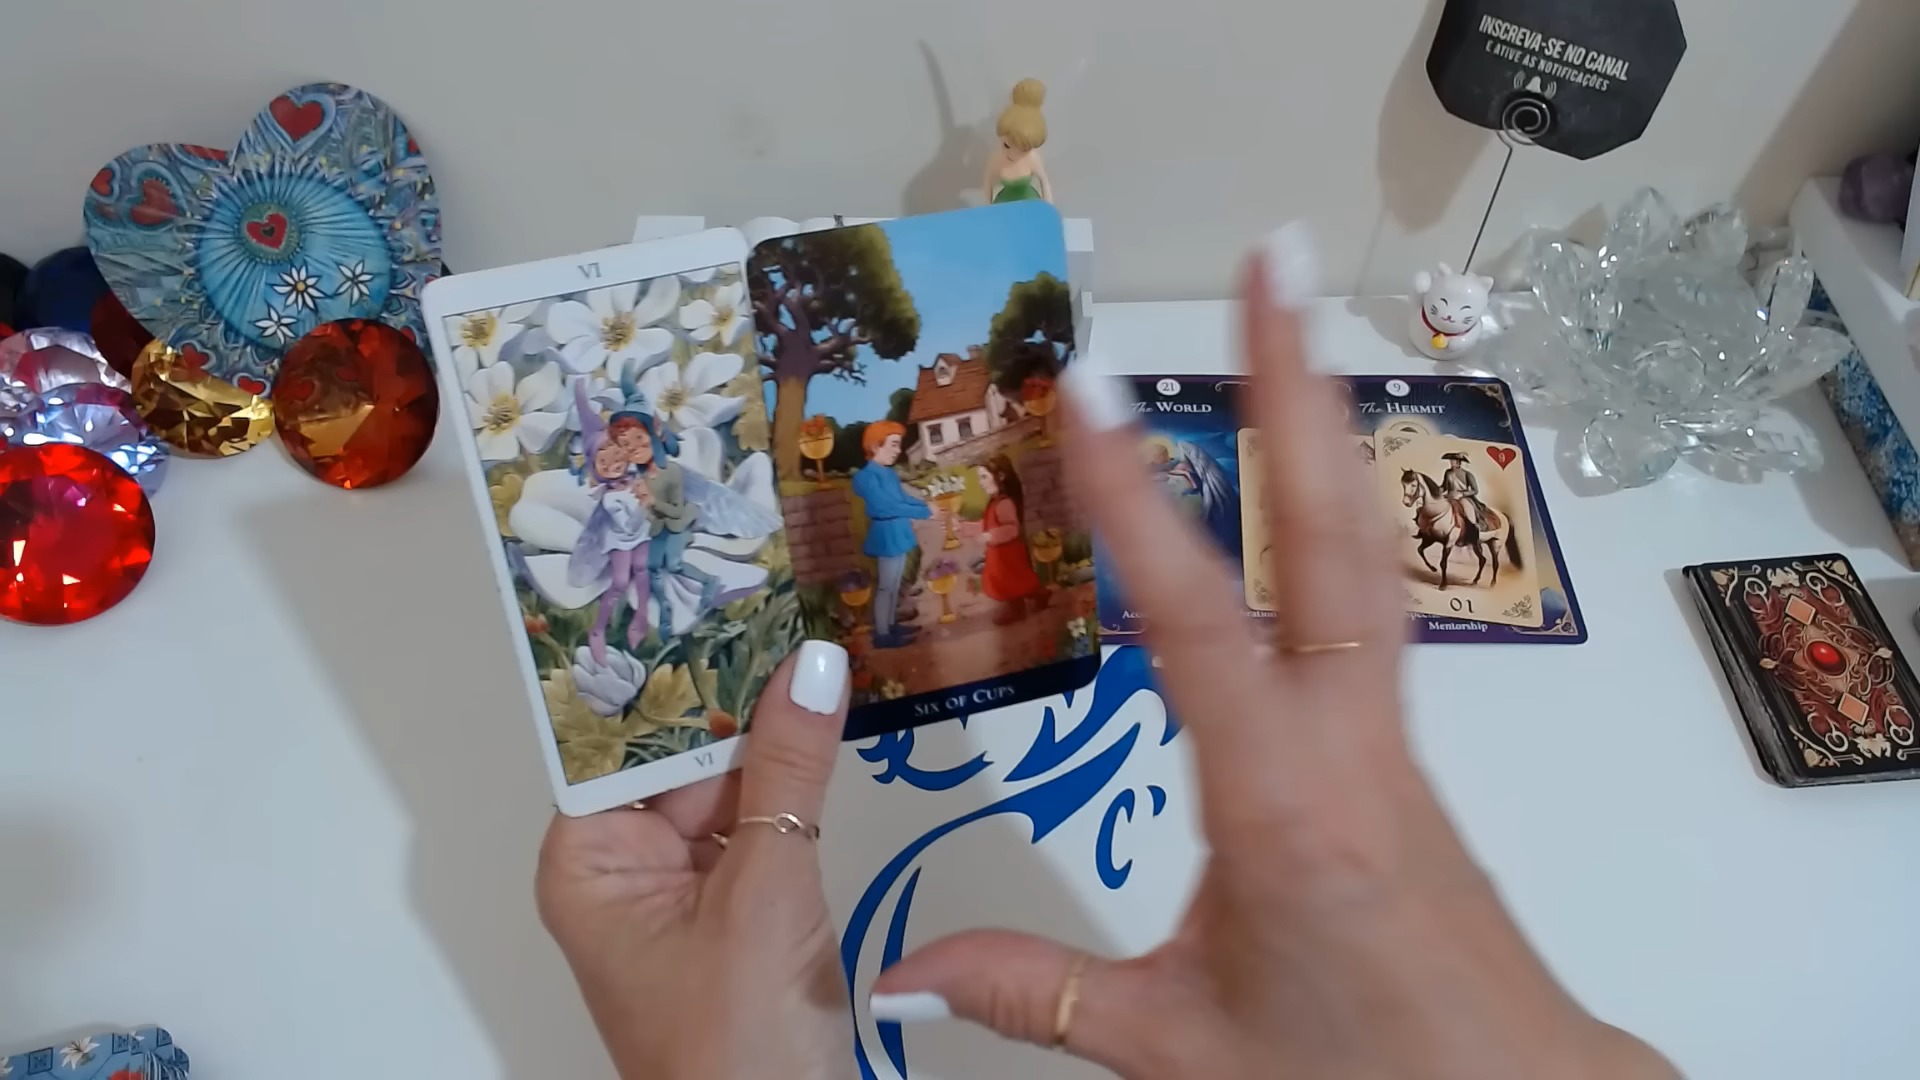 INSCREVA-SE NO CANAL
E ATIVE AS NOTIFICAÇÕES
VI
21
The WORLD
9
The HERMIT
9
01
Mentorship
SIX OF CUPS
VI